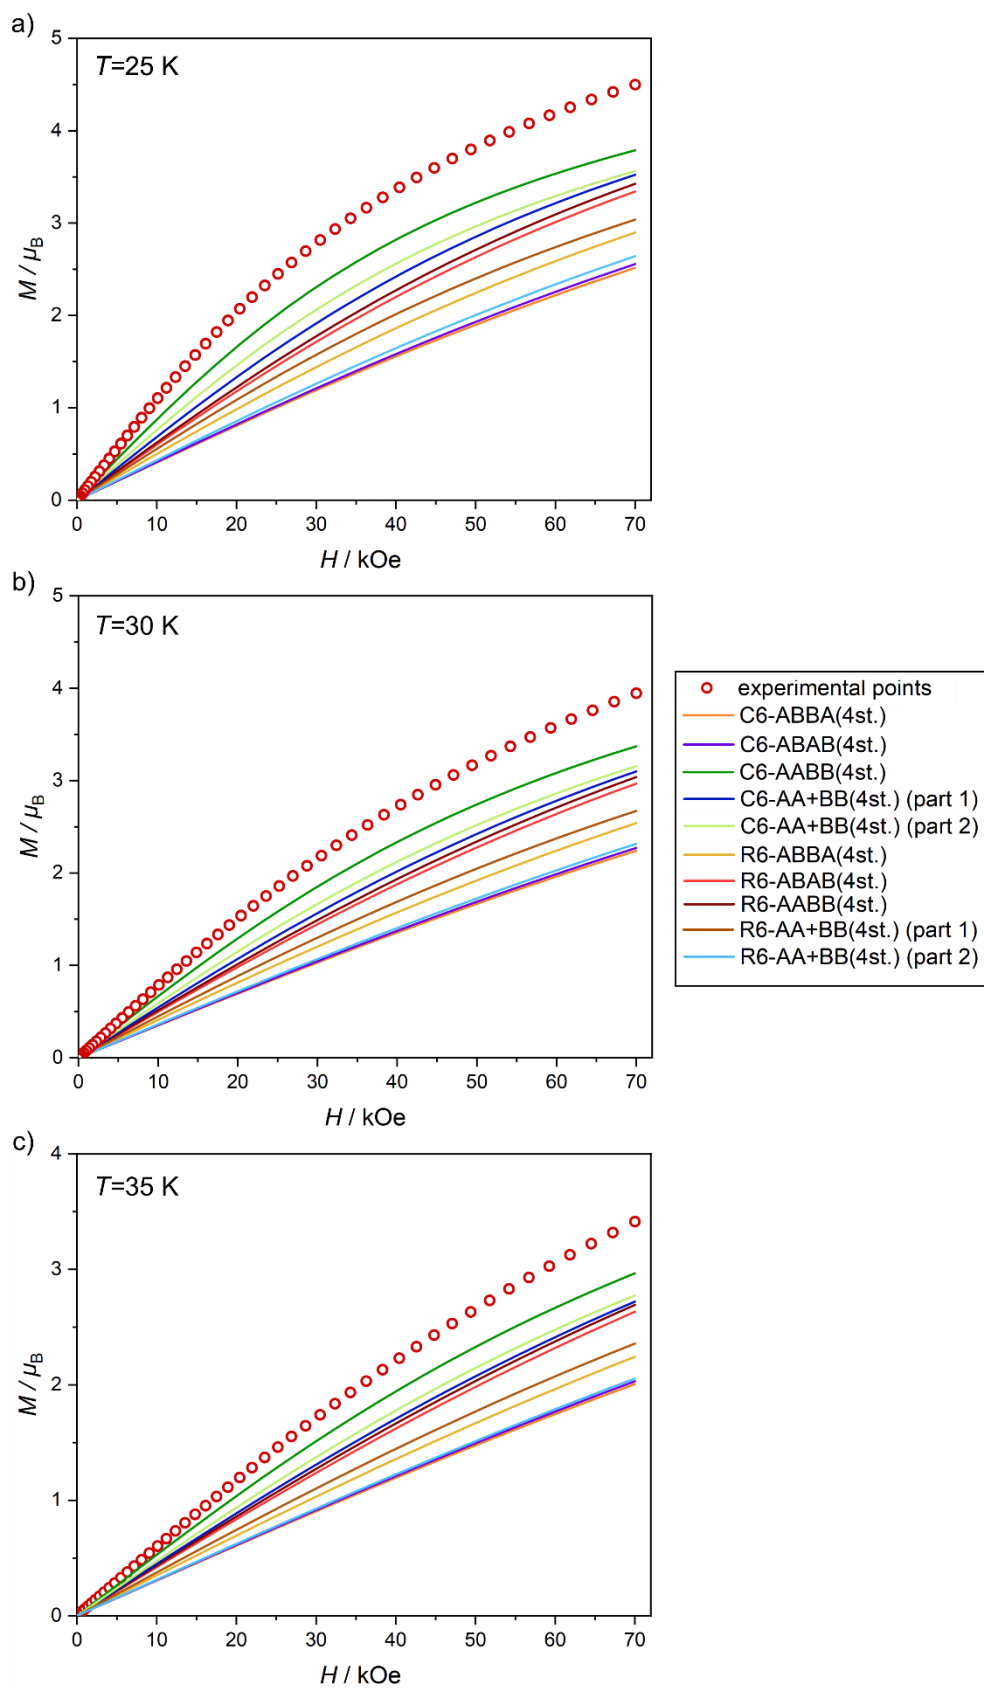 a)
T=25 K
5
4
3
2
1
0
M / μB
0 10 20 30 40 50 60 70
H / kOe
b)
T=30 K
5
4
3
2
1
0
M / μB
0 10 20 30 40 50 60 70
H / kOe
experimental points
C6-ABBA(4st.)
C6-ABAB(4st.)
C6-AABB(4st.)
C6-AA+BB(4st.) (part 1)
C6-AA+BB(4st.) (part 2)
R6-ABBA(4st.)
R6-ABAB(4st.)
R6-AABB(4st.)
R6-AA+BB(4st.) (part 1)
R6-AA+BB(4st.) (part 2)
c)
T=35 K
4
3
2
1
0
M / μB
0 10 20 30 40 50 60 70
H / kOe